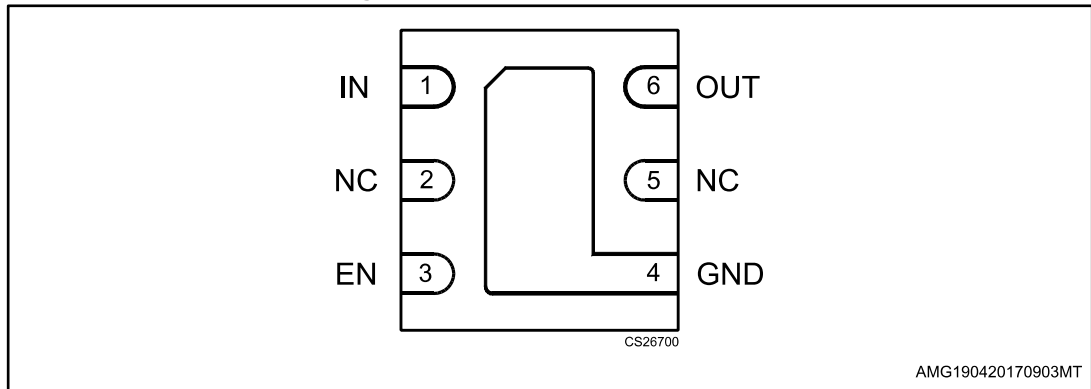 IN 1 6 OUT
NC 2 5 NC
EN 3 4 GND
CS26700
AMG190420170903MT